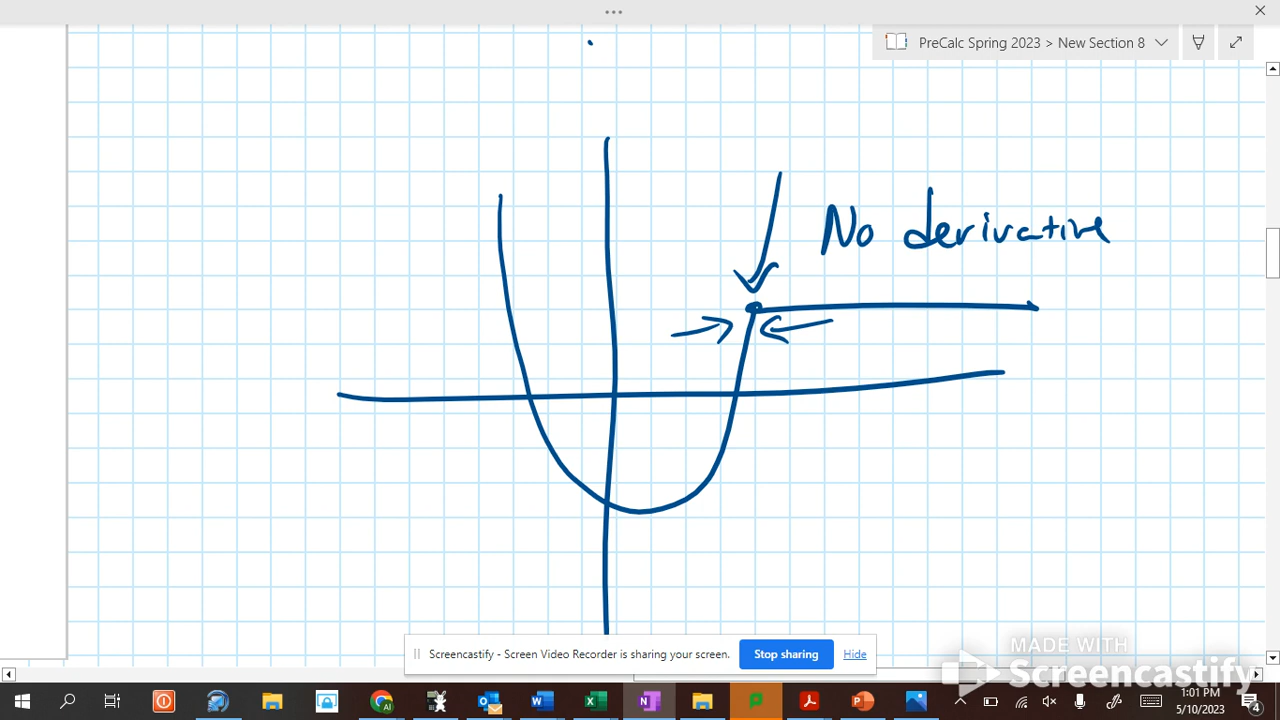 PreCalc Spring 2023 > New Section 8
No derivative
Screencastify - Screen Video Recorder is sharing your screen.
Stop sharing
Hide
MADE WITH
Screencastify
1:01 PM
5/10/2023
4